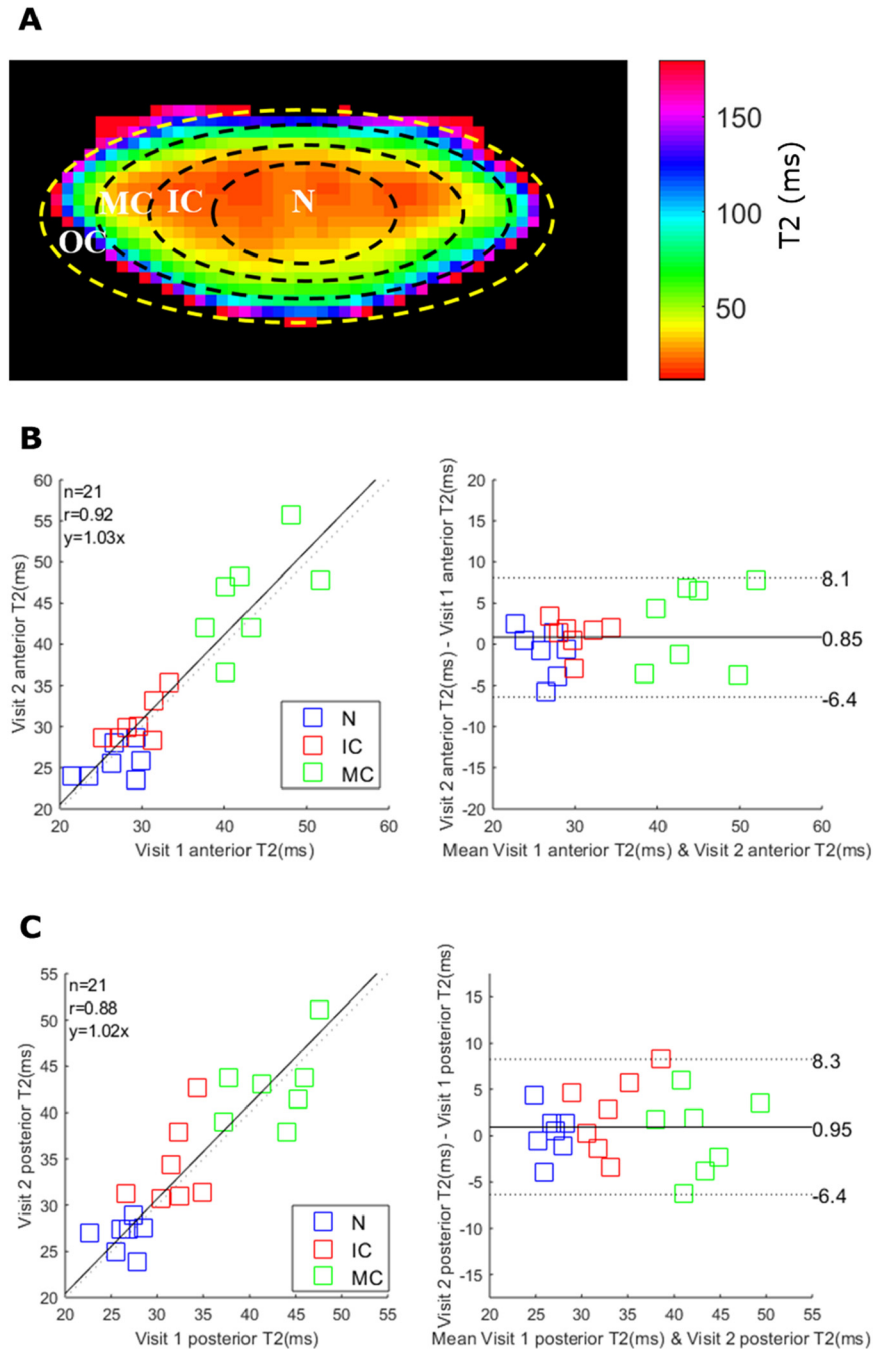 A
MC IC N
OC
150
100
50
T2 (ms)
B
60
55
50
45
40
35
30
25
20
20 30 40 50 60
n=21
r=0.92
y=1.03x
N
IC
MC
Visit 2 anterior T2(ms)
Visit 1 anterior T2(ms)
20
15
10
5
0
-5
-10
-15
-20
20 30 40 50 60
8.1
0.85
-6.4
Visit 2 anterior T2(ms) - Visit 1 anterior T2(ms)
Mean Visit 1 anterior T2(ms) & Visit 2 anterior T2(ms)
C
55
50
45
40
35
30
25
20
20 25 30 35 40 45 50 55
n=21
r=0.88
y=1.02x
N
IC
MC
Visit 2 posterior T2(ms)
Visit 1 posterior T2(ms)
15
10
5
0
-5
-10
-15
20 25 30 35 40 45 50 55
8.3
0.95
-6.4
Visit 2 posterior T2(ms) - Visit 1 posterior T2(ms)
Mean Visit 1 posterior T2(ms) & Visit 2 posterior T2(ms)